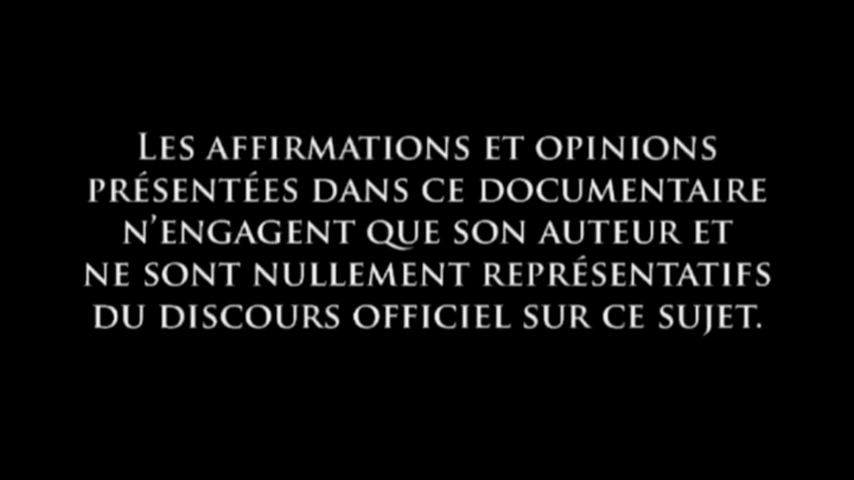 Les affirmations et opinions
présentées dans ce documentaire
n’engagent que son auteur et
ne sont nullement représentatifs
du discours officiel sur ce sujet.